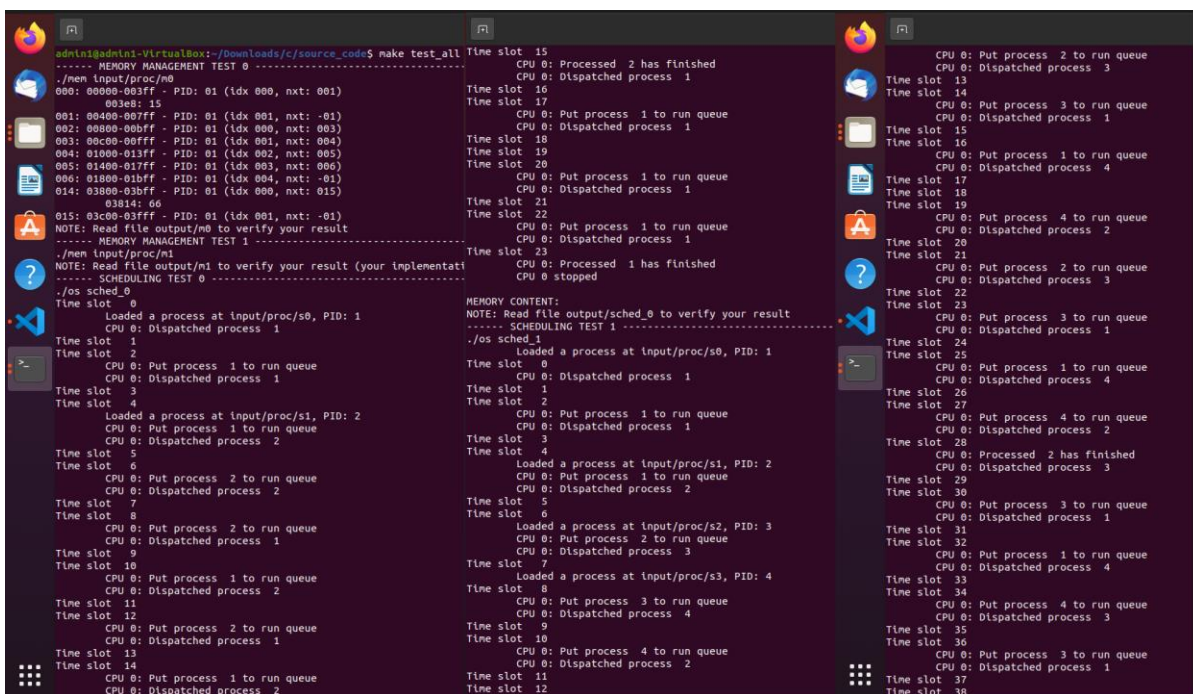 admin1@admin1-VirtualBox:~/Downloads/c/source_code$ make test_all
------ MEMORY MANAGEMENT TEST 0 ----------------------------------
./mem input/proc/m0
000: 00000-003ff - PID: 01 (idx 000, nxt: 001)
003e8: 15
001: 00400-007ff - PID: 01 (idx 001, nxt: -01)
002: 00800-00bff - PID: 01 (idx 000, nxt: 003)
003: 00c00-00fff - PID: 01 (idx 001, nxt: 004)
004: 01000-013ff - PID: 01 (idx 002, nxt: 005)
005: 01400-017ff - PID: 01 (idx 003, nxt: 006)
006: 01800-01bff - PID: 01 (idx 004, nxt: -01)
014: 03800-03bff - PID: 01 (idx 000, nxt: 015)
03814: 66
015: 03c00-03fff - PID: 01 (idx 001, nxt: -01)
NOTE: Read file output/m0 to verify your result
------ MEMORY MANAGEMENT TEST 1 ----------------------------------
./mem input/proc/m1
NOTE: Read file output/m1 to verify your result (your implementati
------ SCHEDULING TEST 0 -----------------------------------------
./os sched_0
Time slot 0
Loaded a process at input/proc/s0, PID: 1
CPU 0: Dispatched process 1
Time slot 1
Time slot 2
CPU 0: Put process 1 to run queue
CPU 0: Dispatched process 1
Time slot 3
Time slot 4
Loaded a process at input/proc/s1, PID: 2
CPU 0: Put process 1 to run queue
CPU 0: Dispatched process 2
Time slot 5
Time slot 6
CPU 0: Put process 2 to run queue
CPU 0: Dispatched process 2
Time slot 7
Time slot 8
CPU 0: Put process 2 to run queue
CPU 0: Dispatched process 1
Time slot 9
Time slot 10
CPU 0: Put process 1 to run queue
CPU 0: Dispatched process 2
Time slot 11
Time slot 12
CPU 0: Put process 2 to run queue
CPU 0: Dispatched process 1
Time slot 13
Time slot 14
CPU 0: Put process 1 to run queue
CPU 0: Dispatched process 2
Time slot 15
CPU 0: Processed 2 has finished
CPU 0: Dispatched process 1
Time slot 16
Time slot 17
CPU 0: Put process 1 to run queue
CPU 0: Dispatched process 1
Time slot 18
Time slot 19
Time slot 20
CPU 0: Put process 1 to run queue
CPU 0: Dispatched process 1
Time slot 21
Time slot 22
CPU 0: Put process 1 to run queue
CPU 0: Dispatched process 1
Time slot 23
CPU 0: Processed 1 has finished
CPU 0 stopped
MEMORY CONTENT:
NOTE: Read file output/sched_0 to verify your result
------ SCHEDULING TEST 1 -----------------------------------
./os sched_1
Loaded a process at input/proc/s0, PID: 1
Time slot 0
CPU 0: Dispatched process 1
Time slot 1
Time slot 2
CPU 0: Put process 1 to run queue
CPU 0: Dispatched process 1
Time slot 3
Time slot 4
Loaded a process at input/proc/s1, PID: 2
CPU 0: Put process 1 to run queue
CPU 0: Dispatched process 2
Time slot 5
Time slot 6
Loaded a process at input/proc/s2, PID: 3
CPU 0: Put process 2 to run queue
CPU 0: Dispatched process 3
Time slot 7
Loaded a process at input/proc/s3, PID: 4
Time slot 8
CPU 0: Put process 3 to run queue
CPU 0: Dispatched process 4
Time slot 9
Time slot 10
CPU 0: Put process 4 to run queue
CPU 0: Dispatched process 2
Time slot 11
Time slot 12
CPU 0: Put process 2 to run queue
CPU 0: Dispatched process 3
Time slot 13
Time slot 14
CPU 0: Put process 3 to run queue
CPU 0: Dispatched process 1
Time slot 15
Time slot 16
CPU 0: Put process 1 to run queue
CPU 0: Dispatched process 4
Time slot 17
Time slot 18
Time slot 19
CPU 0: Put process 4 to run queue
CPU 0: Dispatched process 2
Time slot 20
Time slot 21
CPU 0: Put process 2 to run queue
CPU 0: Dispatched process 3
Time slot 22
Time slot 23
CPU 0: Put process 3 to run queue
CPU 0: Dispatched process 1
Time slot 24
Time slot 25
CPU 0: Put process 1 to run queue
CPU 0: Dispatched process 4
Time slot 26
Time slot 27
CPU 0: Put process 4 to run queue
CPU 0: Dispatched process 2
Time slot 28
CPU 0: Processed 2 has finished
CPU 0: Dispatched process 3
Time slot 29
Time slot 30
CPU 0: Put process 3 to run queue
CPU 0: Dispatched process 1
Time slot 31
Time slot 32
CPU 0: Put process 1 to run queue
CPU 0: Dispatched process 4
Time slot 33
Time slot 34
CPU 0: Put process 4 to run queue
CPU 0: Dispatched process 3
Time slot 35
Time slot 36
CPU 0: Put process 3 to run queue
CPU 0: Dispatched process 1
Time slot 37
Time slot 38